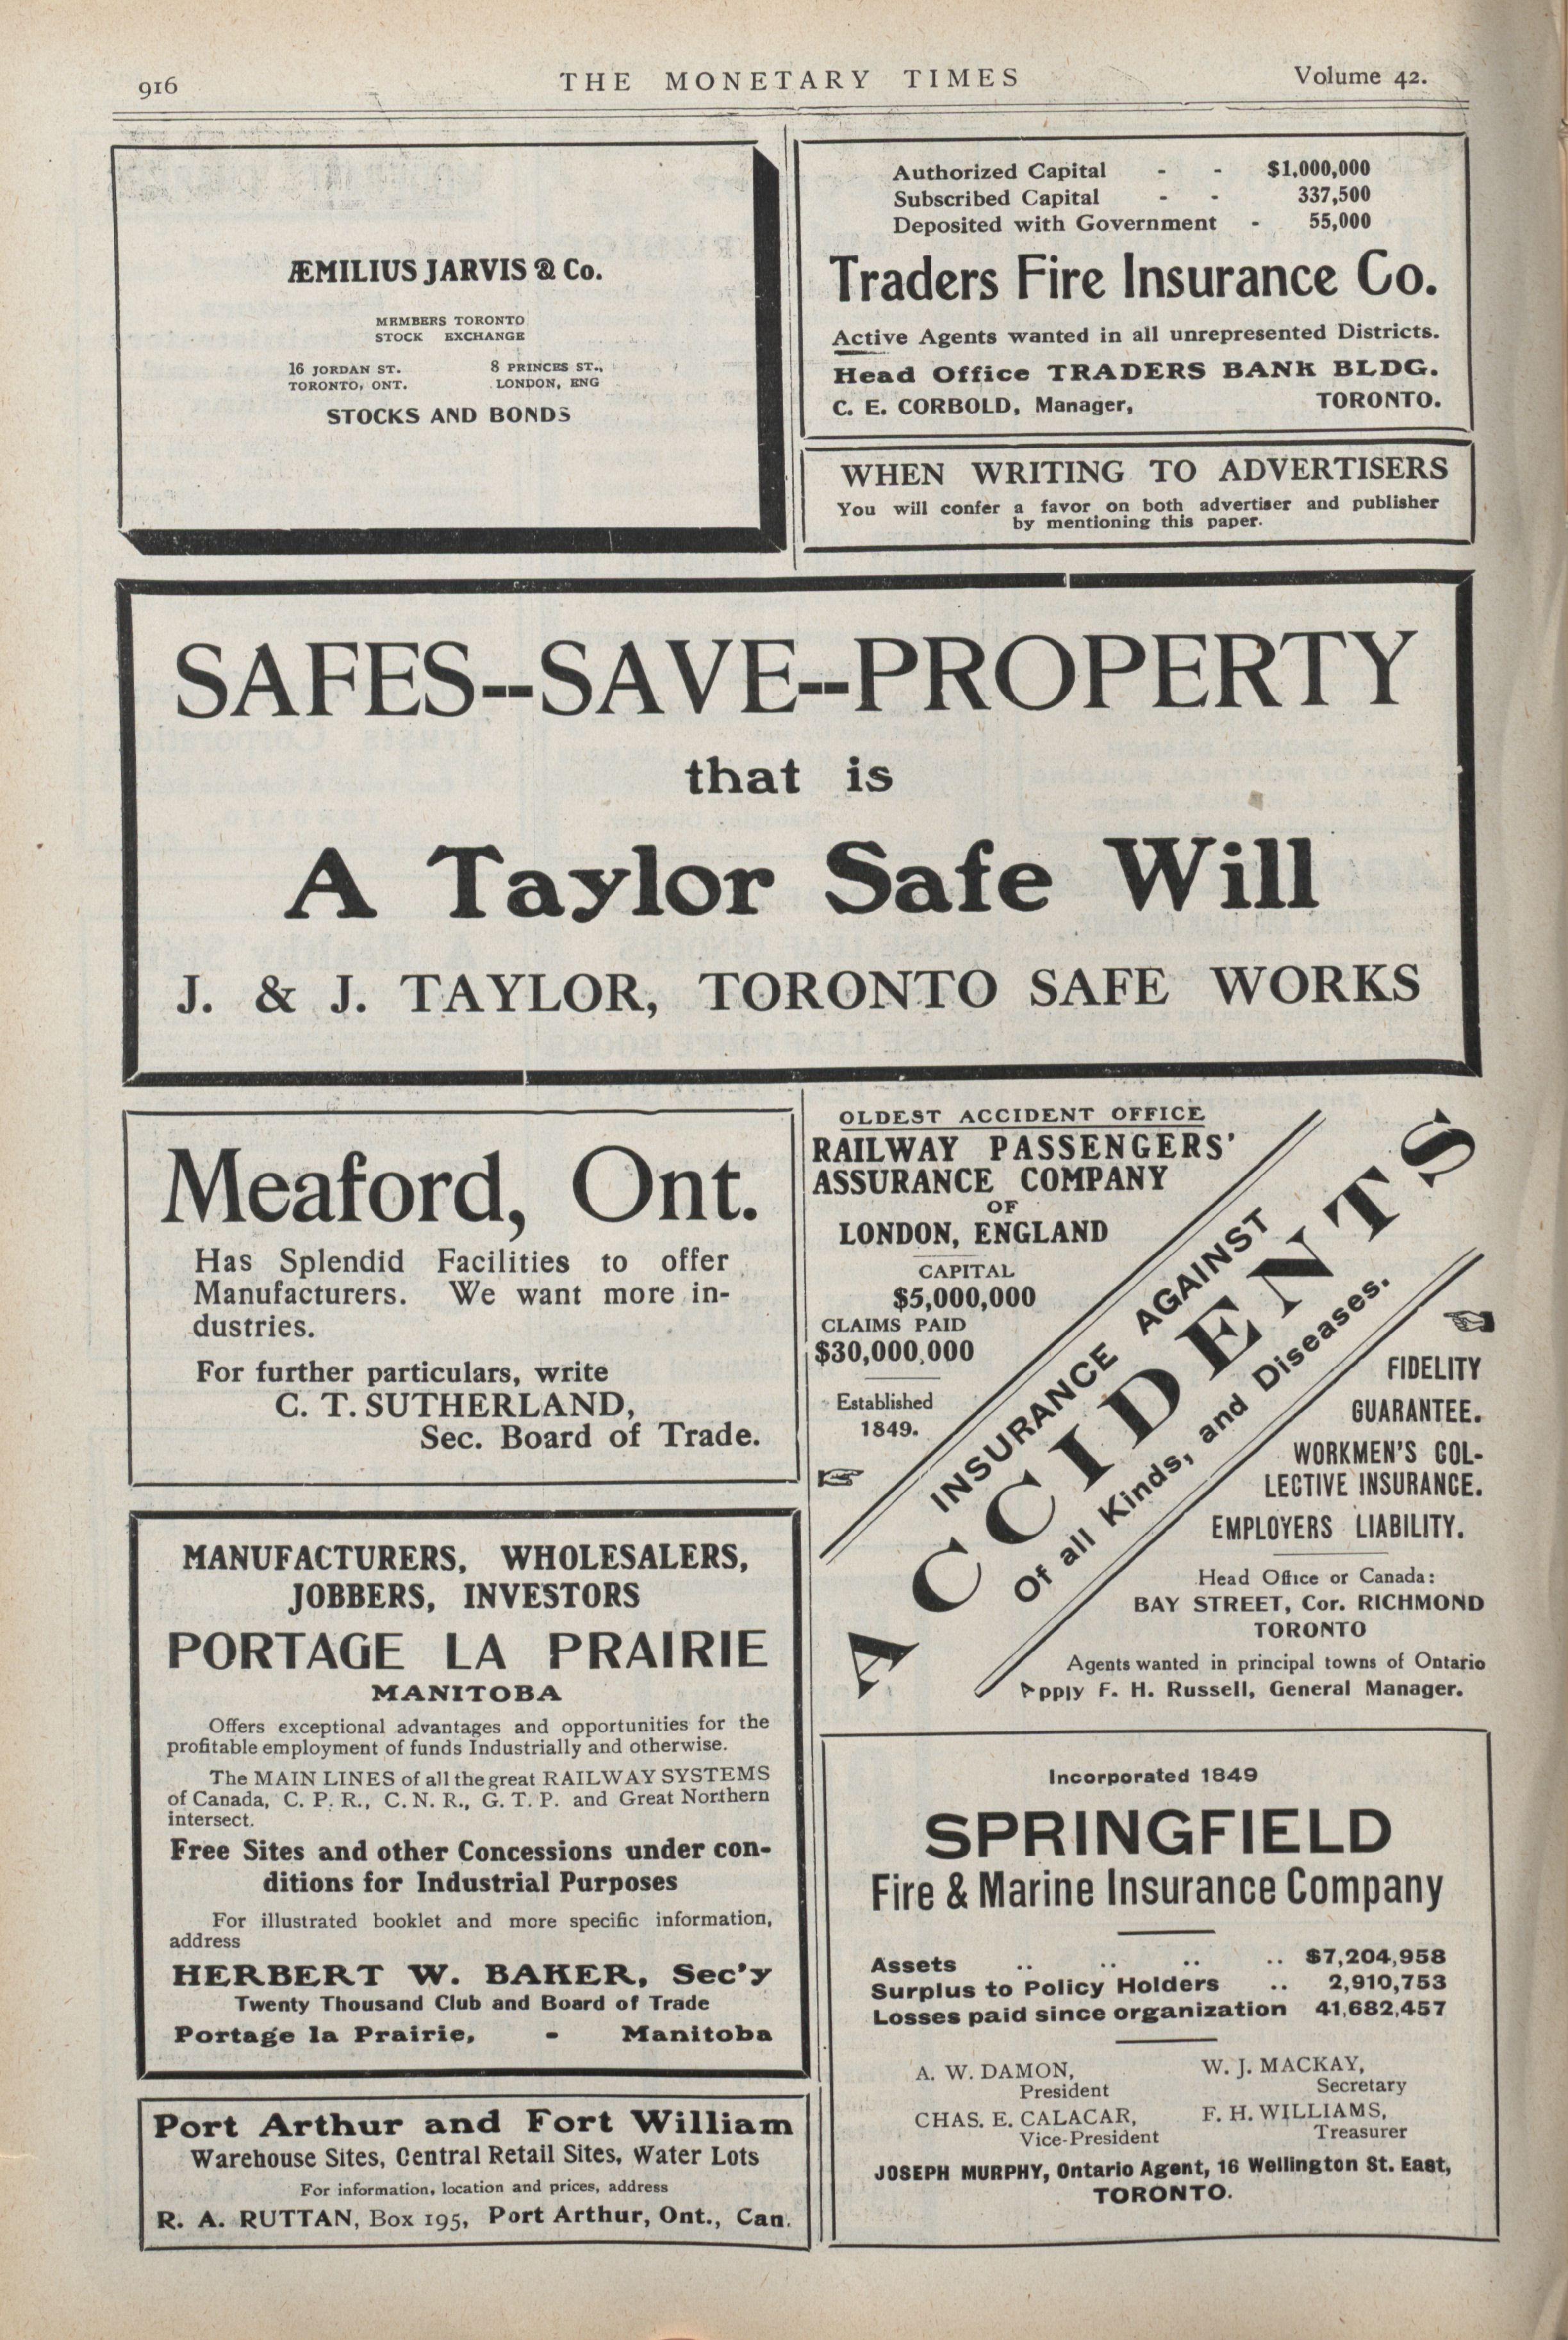 916
THE MONETARY TIMES
Volume 42.
ÆMILIUS JARVIS & Co.
MEMBERS TORONTO
STOCK EXCHANGE
16 JORDAN ST.
TORONTO, ONT.
8 PRINCES ST.,
LONDON, ENG
STOCKS AND BONDS
Authorized Capital - - $1,000,000
Subscribed Capital - - 337,500
Deposited with Government - 55,000
Traders Fire Insurance Co.
Active Agents wanted in all unrepresented Districts.
Head Office TRADERS BANK BLDG.
C. E. CORBOLD, Manager, TORONTO.
WHEN WRITING TO ADVERTISERS
You will confer a favor on both advertiser and publisher
by mentioning this paper.
SAFES--SAVE--PROPERTY
that is
A Taylor Safe Will
J. & J. TAYLOR, TORONTO SAFE WORKS
Meaford, Ont.
Has Splendid Facilities to offer
Manufacturers. We want more in-
dustries.
For further particulars, write
C. T. SUTHERLAND,
Sec. Board of Trade.
OLDEST ACCIDENT OFFICE
RAILWAY PASSENGERS'
ASSURANCE COMPANY
OF
LONDON, ENGLAND
CAPITAL
$5,000,000
CLAIMS PAID
$30,000,000
Established
1849.
INSURANCE AGAINST
ACCIDENTS
Of all Kinds, and Diseases.
FIDELITY
GUARANTEE.
WORKMEN'S COL-
LECTIVE INSURANCE.
EMPLOYERS LIABILITY.
Head Office or Canada:
BAY STREET, Cor. RICHMOND
TORONTO
Agents wanted in principal towns of Ontario
Apply F. H. Russell, General Manager.
MANUFACTURERS, WHOLESALERS,
JOBBERS, INVESTORS
PORTAGE LA PRAIRIE
MANITOBA
Offers exceptional advantages and opportunities for the
profitable employment of funds Industrially and otherwise.
The MAIN LINES of all the great RAILWAY SYSTEMS
of Canada, C. P. R., C. N. R., G. T. P. and Great Northern
intersect.
Free Sites and other Concessions under con-
ditions for Industrial Purposes
For illustrated booklet and more specific information,
address
HERBERT W. BAKER, Sec'y
Twenty Thousand Club and Board of Trade
Portage la Prairie, - Manitoba
Port Arthur and Fort William
Warehouse Sites, Central Retail Sites, Water Lots
For information, location and prices, address
R. A. RUTTAN, Box 195, Port Arthur, Ont., Can.
Incorporated 1849
SPRINGFIELD
Fire & Marine Insurance Company
Assets .. .. .. .. $7,204,958
Surplus to Policy Holders .. 2,910,753
Losses paid since organization 41,682,457
A. W. DAMON,
President
W. J. MACKAY,
Secretary
CHAS. E. CALACAR,
Vice-President
F. H. WILLIAMS,
Treasurer
JOSEPH MURPHY, Ontario Agent, 16 Wellington St. East,
TORONTO.